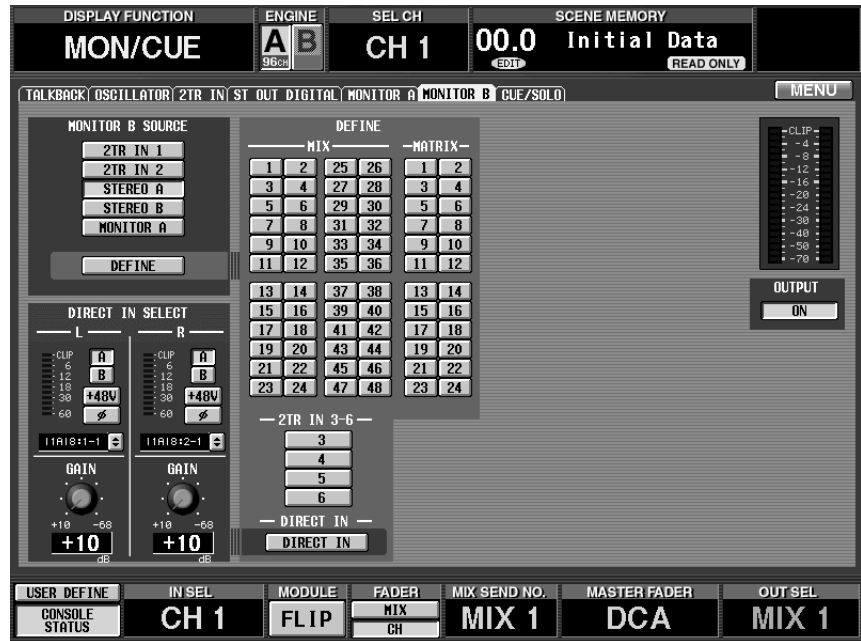 DISPLAY FUNCTION ENGINE SEL CH SCENE MEMORY
MON/CUE A B 96CH CH 1 00.0 EDIT Initial Data READ ONLY
TALKBACK OSCILLATOR 2TR IN ST OUT DIGITAL MONITOR A MONITOR B CUE/SOLO MENU
MONITOR B SOURCE
2TR IN 1
2TR IN 2
STEREO A
STEREO B
MONITOR A
DEFINE
DIRECT IN SELECT
L R
CLIP A CLIP A
6 6
12 B 12 B
18 18
30 +48V 30 +48V
60 ø 60 ø
I1AI8:1-1 I1AI8:2-1
GAIN GAIN
+10 -68 +10 -68
+10 +10
dB dB
DEFINE
MIX MATRIX
1 2 25 26 1 2
3 4 27 28 3 4
5 6 29 30 5 6
7 8 31 32 7 8
9 10 33 34 9 10
11 12 35 36 11 12
13 14 37 38 13 14
15 16 39 40 15 16
17 18 41 42 17 18
19 20 43 44 19 20
21 22 45 46 21 22
23 24 47 48 23 24
2TR IN 3-6
3
4
5
6
DIRECT IN
DIRECT IN
CLIP
-4
-8
-12
-16
-20
-24
-30
-40
-50
-70
OUTPUT
ON
USER DEFINE IN SEL MODULE FADER MIX SEND NO. MASTER FADER OUT SEL
CONSOLE STATUS CH 1 FLIP MIX CH MIX 1 DCA MIX 1